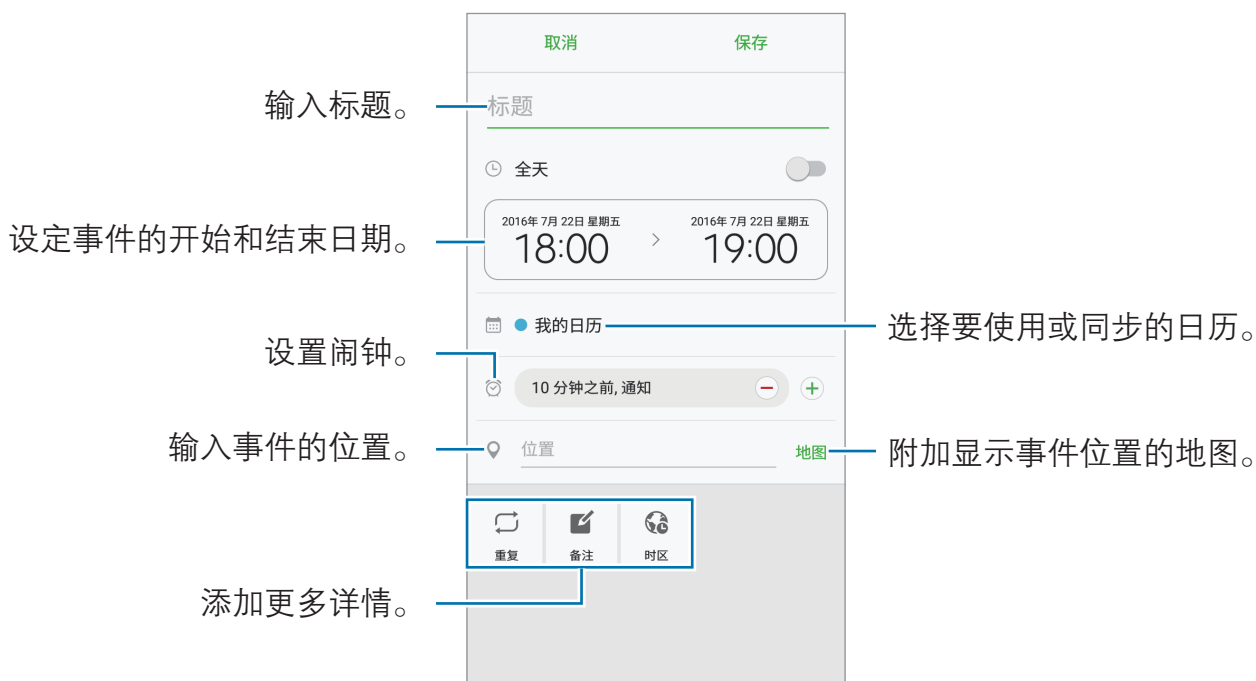 取消
保存
输入标题。
标题
全天
设定事件的开始和结束日期。
2016年 7月 22日 星期五
18:00
2016年 7月 22日 星期五
19:00
我的日历
选择要使用或同步的日历。
设置闹钟。
10 分钟之前, 通知
输入事件的位置。
位置
地图
附加显示事件位置的地图。
重复
备注
时区
添加更多详情。